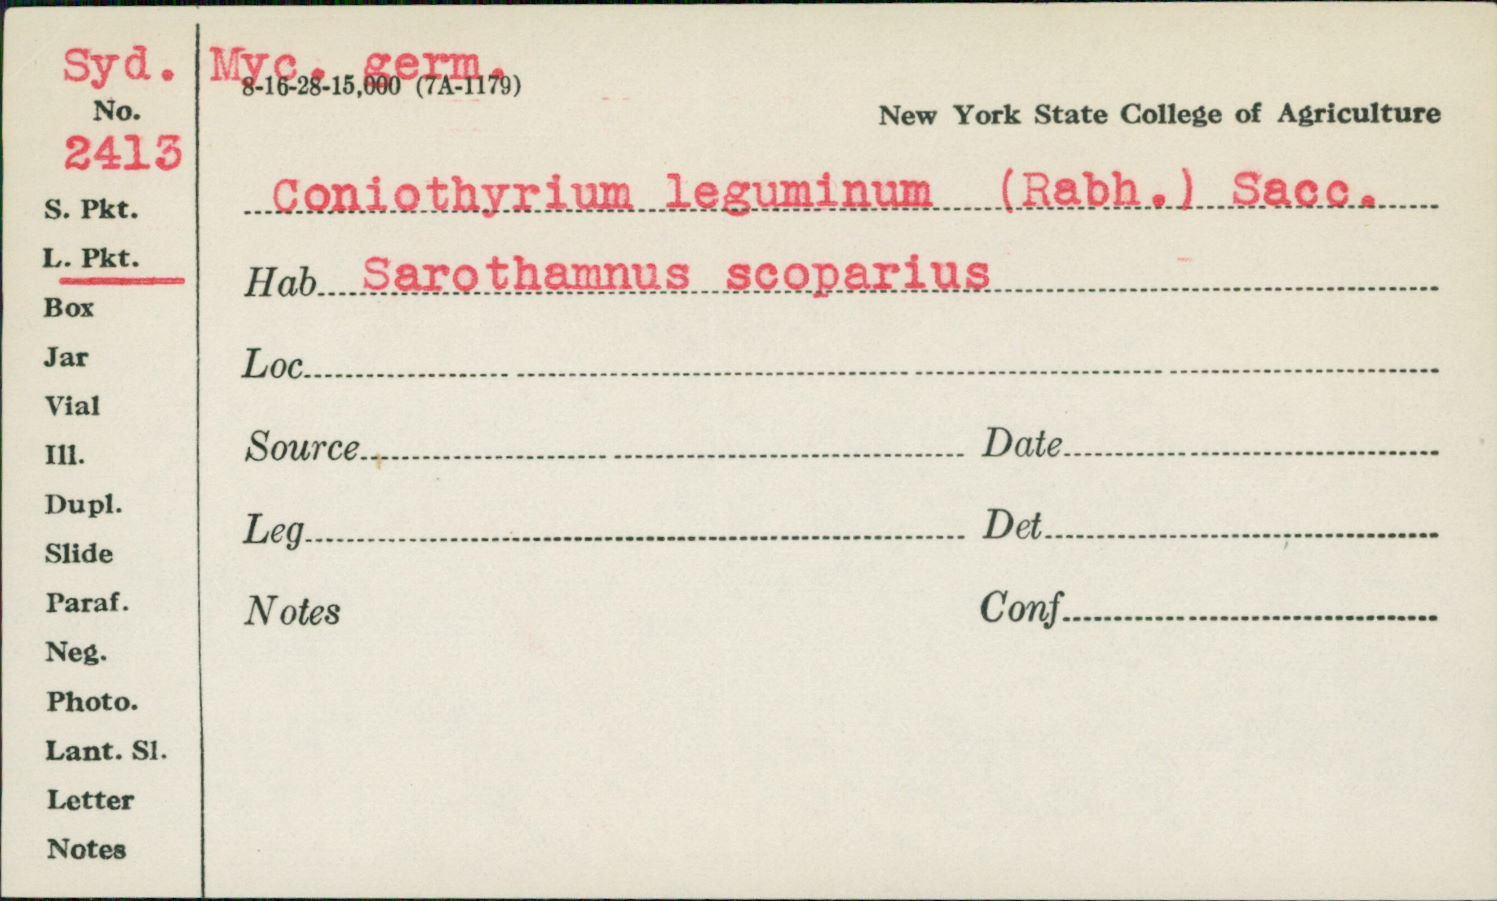 Syd. Myc. germ.
8-16-28-15,000 (7A-1179)
No.
2413
New York State College of Agriculture
S. Pkt.
Coniothyrium leguminum (Rabh.) Sacc.
L. Pkt.
Hab Sarothamnus scoparius
Box
Jar
Loc
Vial
Ill.
Source Date
Dupl.
Slide
Leg Det
Paraf.
Notes Conf
Neg.
Photo.
Lant. Sl.
Letter
Notes